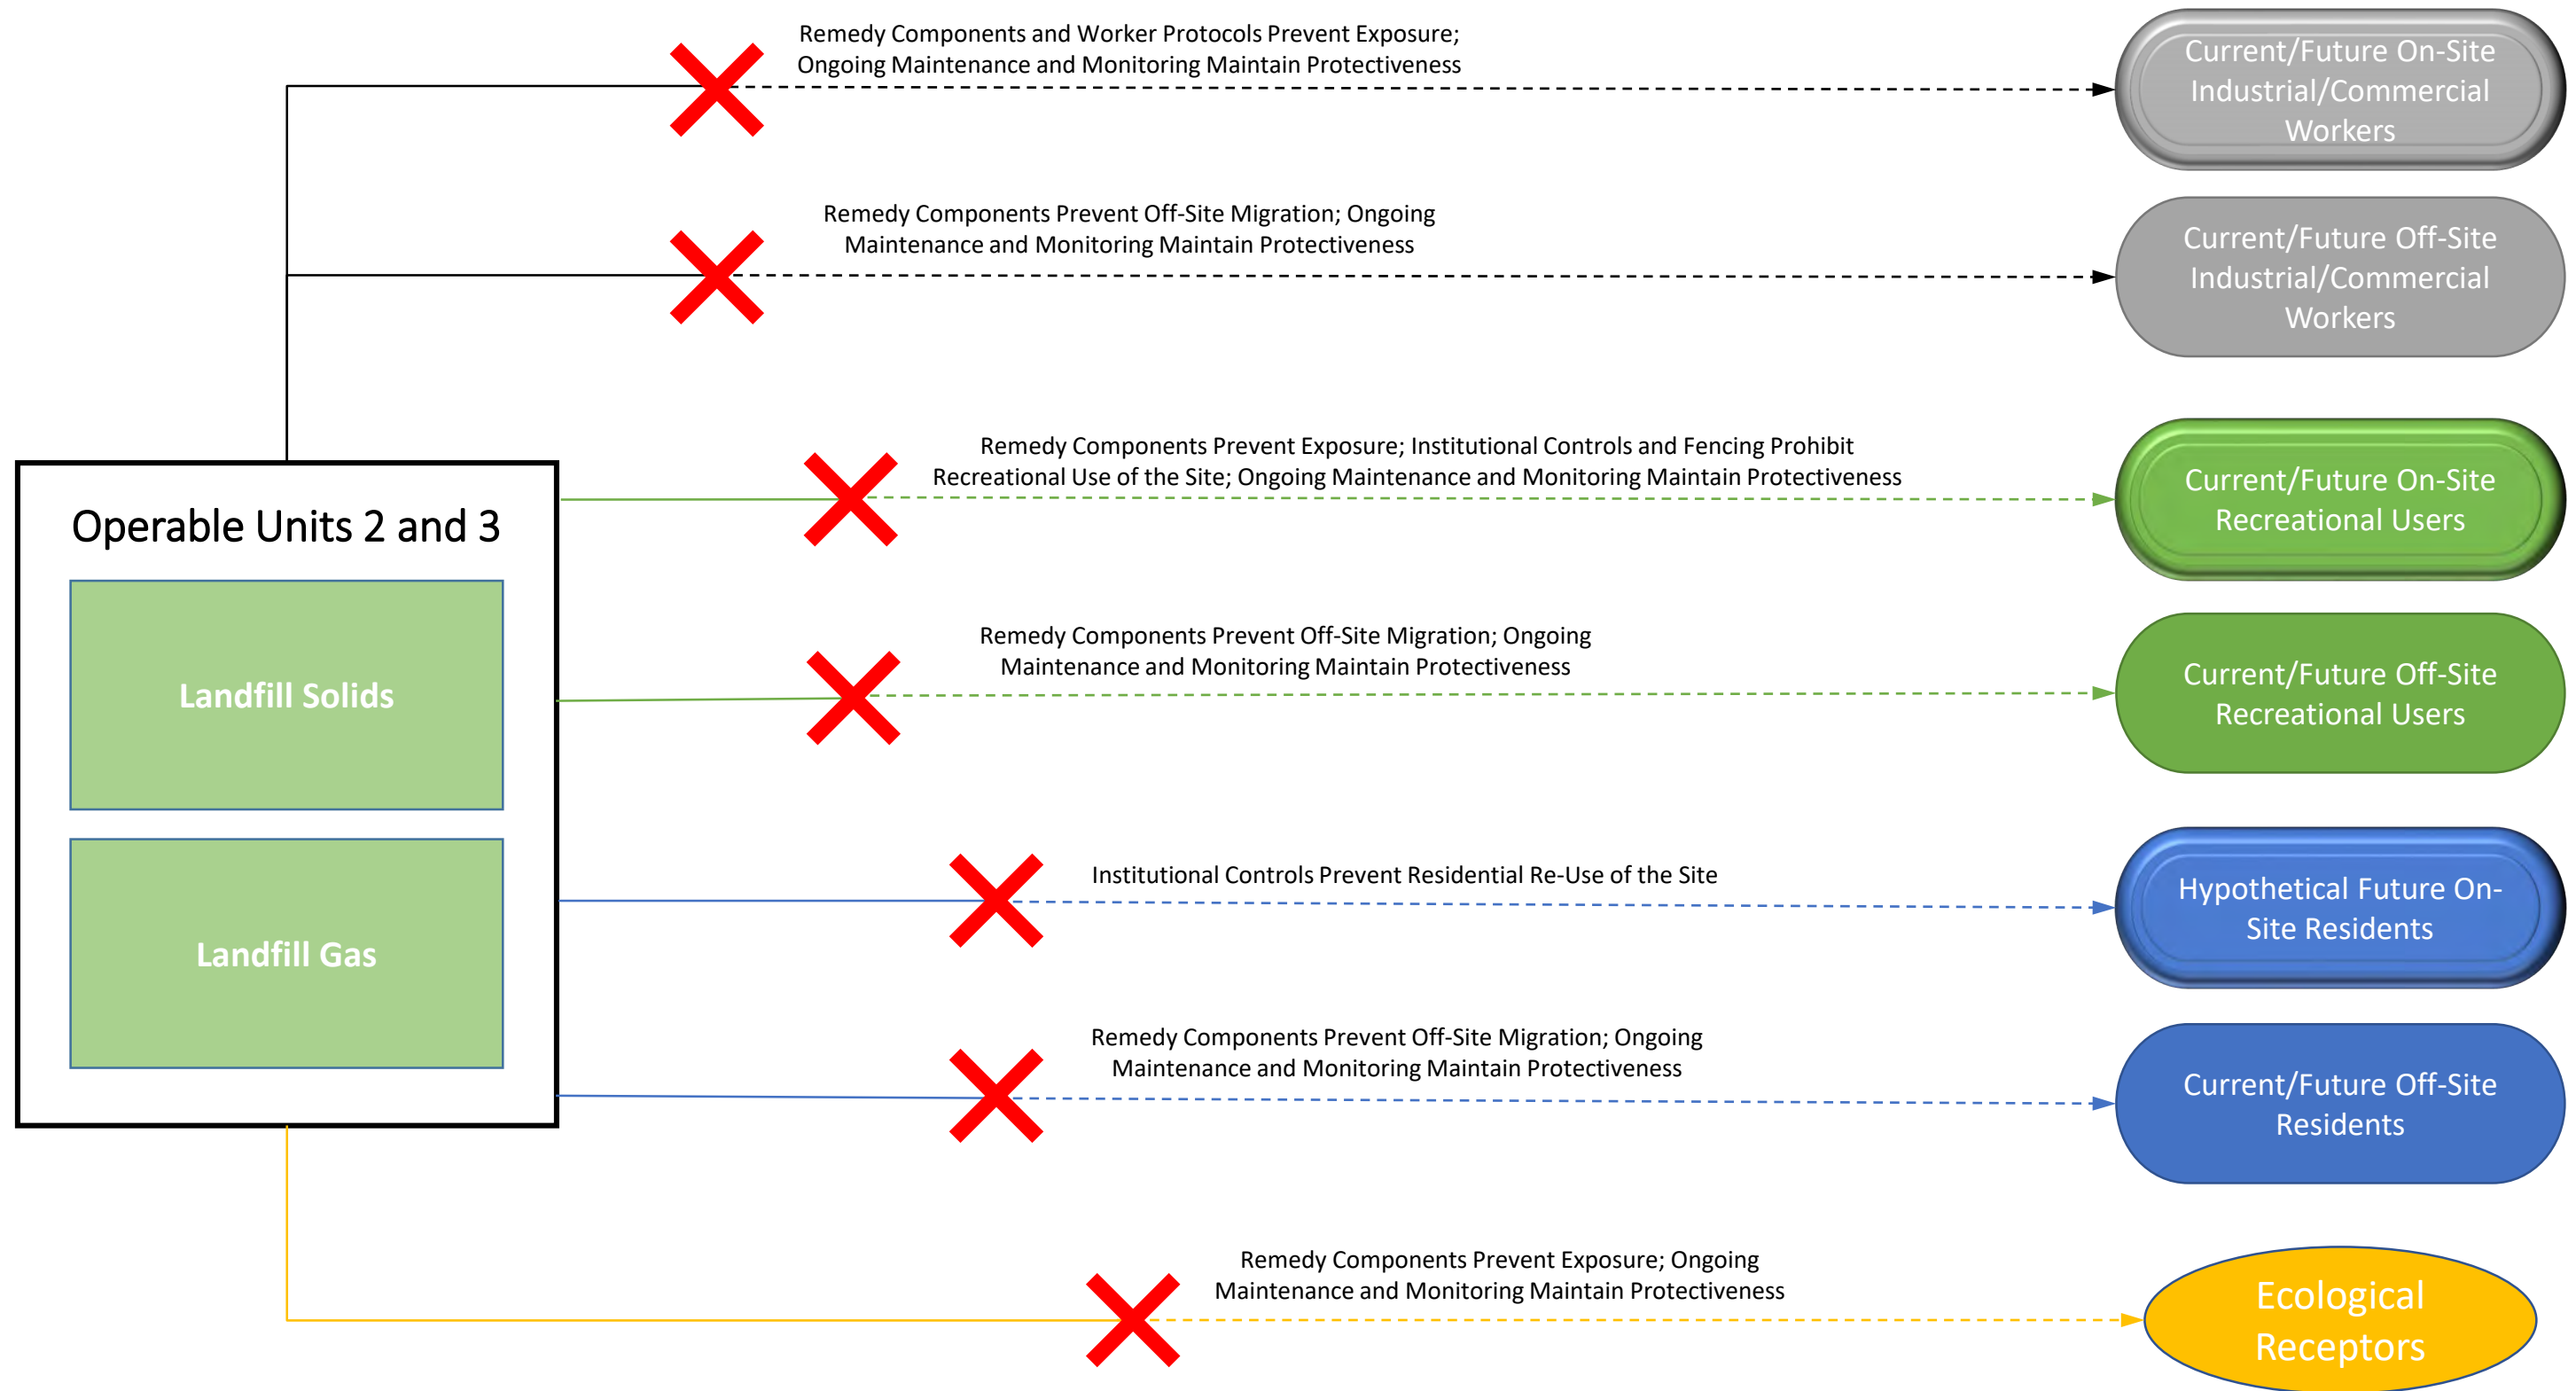 Remedy Components and Worker Protocols Prevent Exposure;
Ongoing Maintenance and Monitoring Maintain Protectiveness
Current/Future On-Site
Industrial/Commercial
Workers
Remedy Components Prevent Off-Site Migration; Ongoing
Maintenance and Monitoring Maintain Protectiveness
Current/Future Off-Site
Industrial/Commercial
Workers
Remedy Components Prevent Exposure; Institutional Controls and Fencing Prohibit
Recreational Use of the Site; Ongoing Maintenance and Monitoring Maintain Protectiveness
Current/Future On-Site
Recreational Users
Operable Units 2 and 3
Landfill Solids
Landfill Gas
Remedy Components Prevent Off-Site Migration; Ongoing
Maintenance and Monitoring Maintain Protectiveness
Current/Future Off-Site
Recreational Users
Institutional Controls Prevent Residential Re-Use of the Site
Hypothetical Future On-
Site Residents
Remedy Components Prevent Off-Site Migration; Ongoing
Maintenance and Monitoring Maintain Protectiveness
Current/Future Off-Site
Residents
Remedy Components Prevent Exposure; Ongoing
Maintenance and Monitoring Maintain Protectiveness
Ecological
Receptors